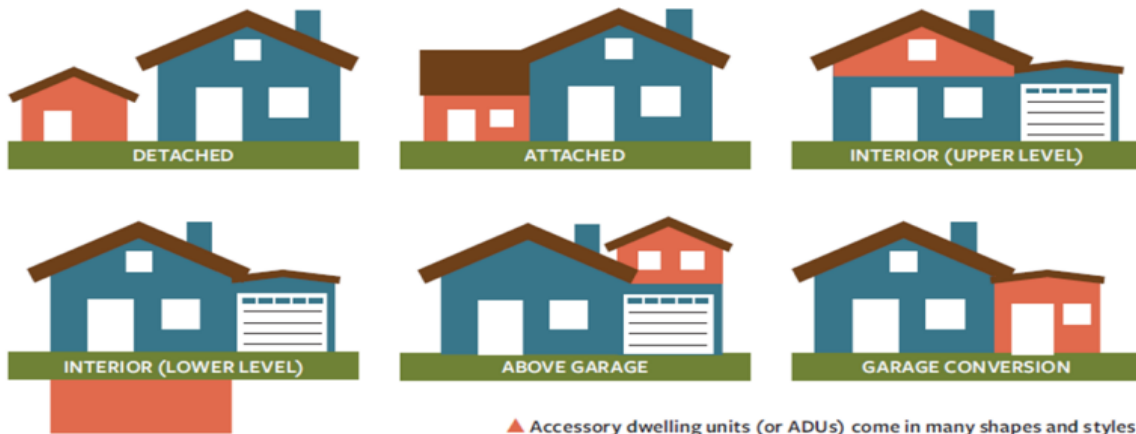 DETACHED
ATTACHED
INTERIOR (UPPER LEVEL)
INTERIOR (LOWER LEVEL)
ABOVE GARAGE
GARAGE CONVERSION
Accessory dwelling units (or ADUs) come in many shapes and styles